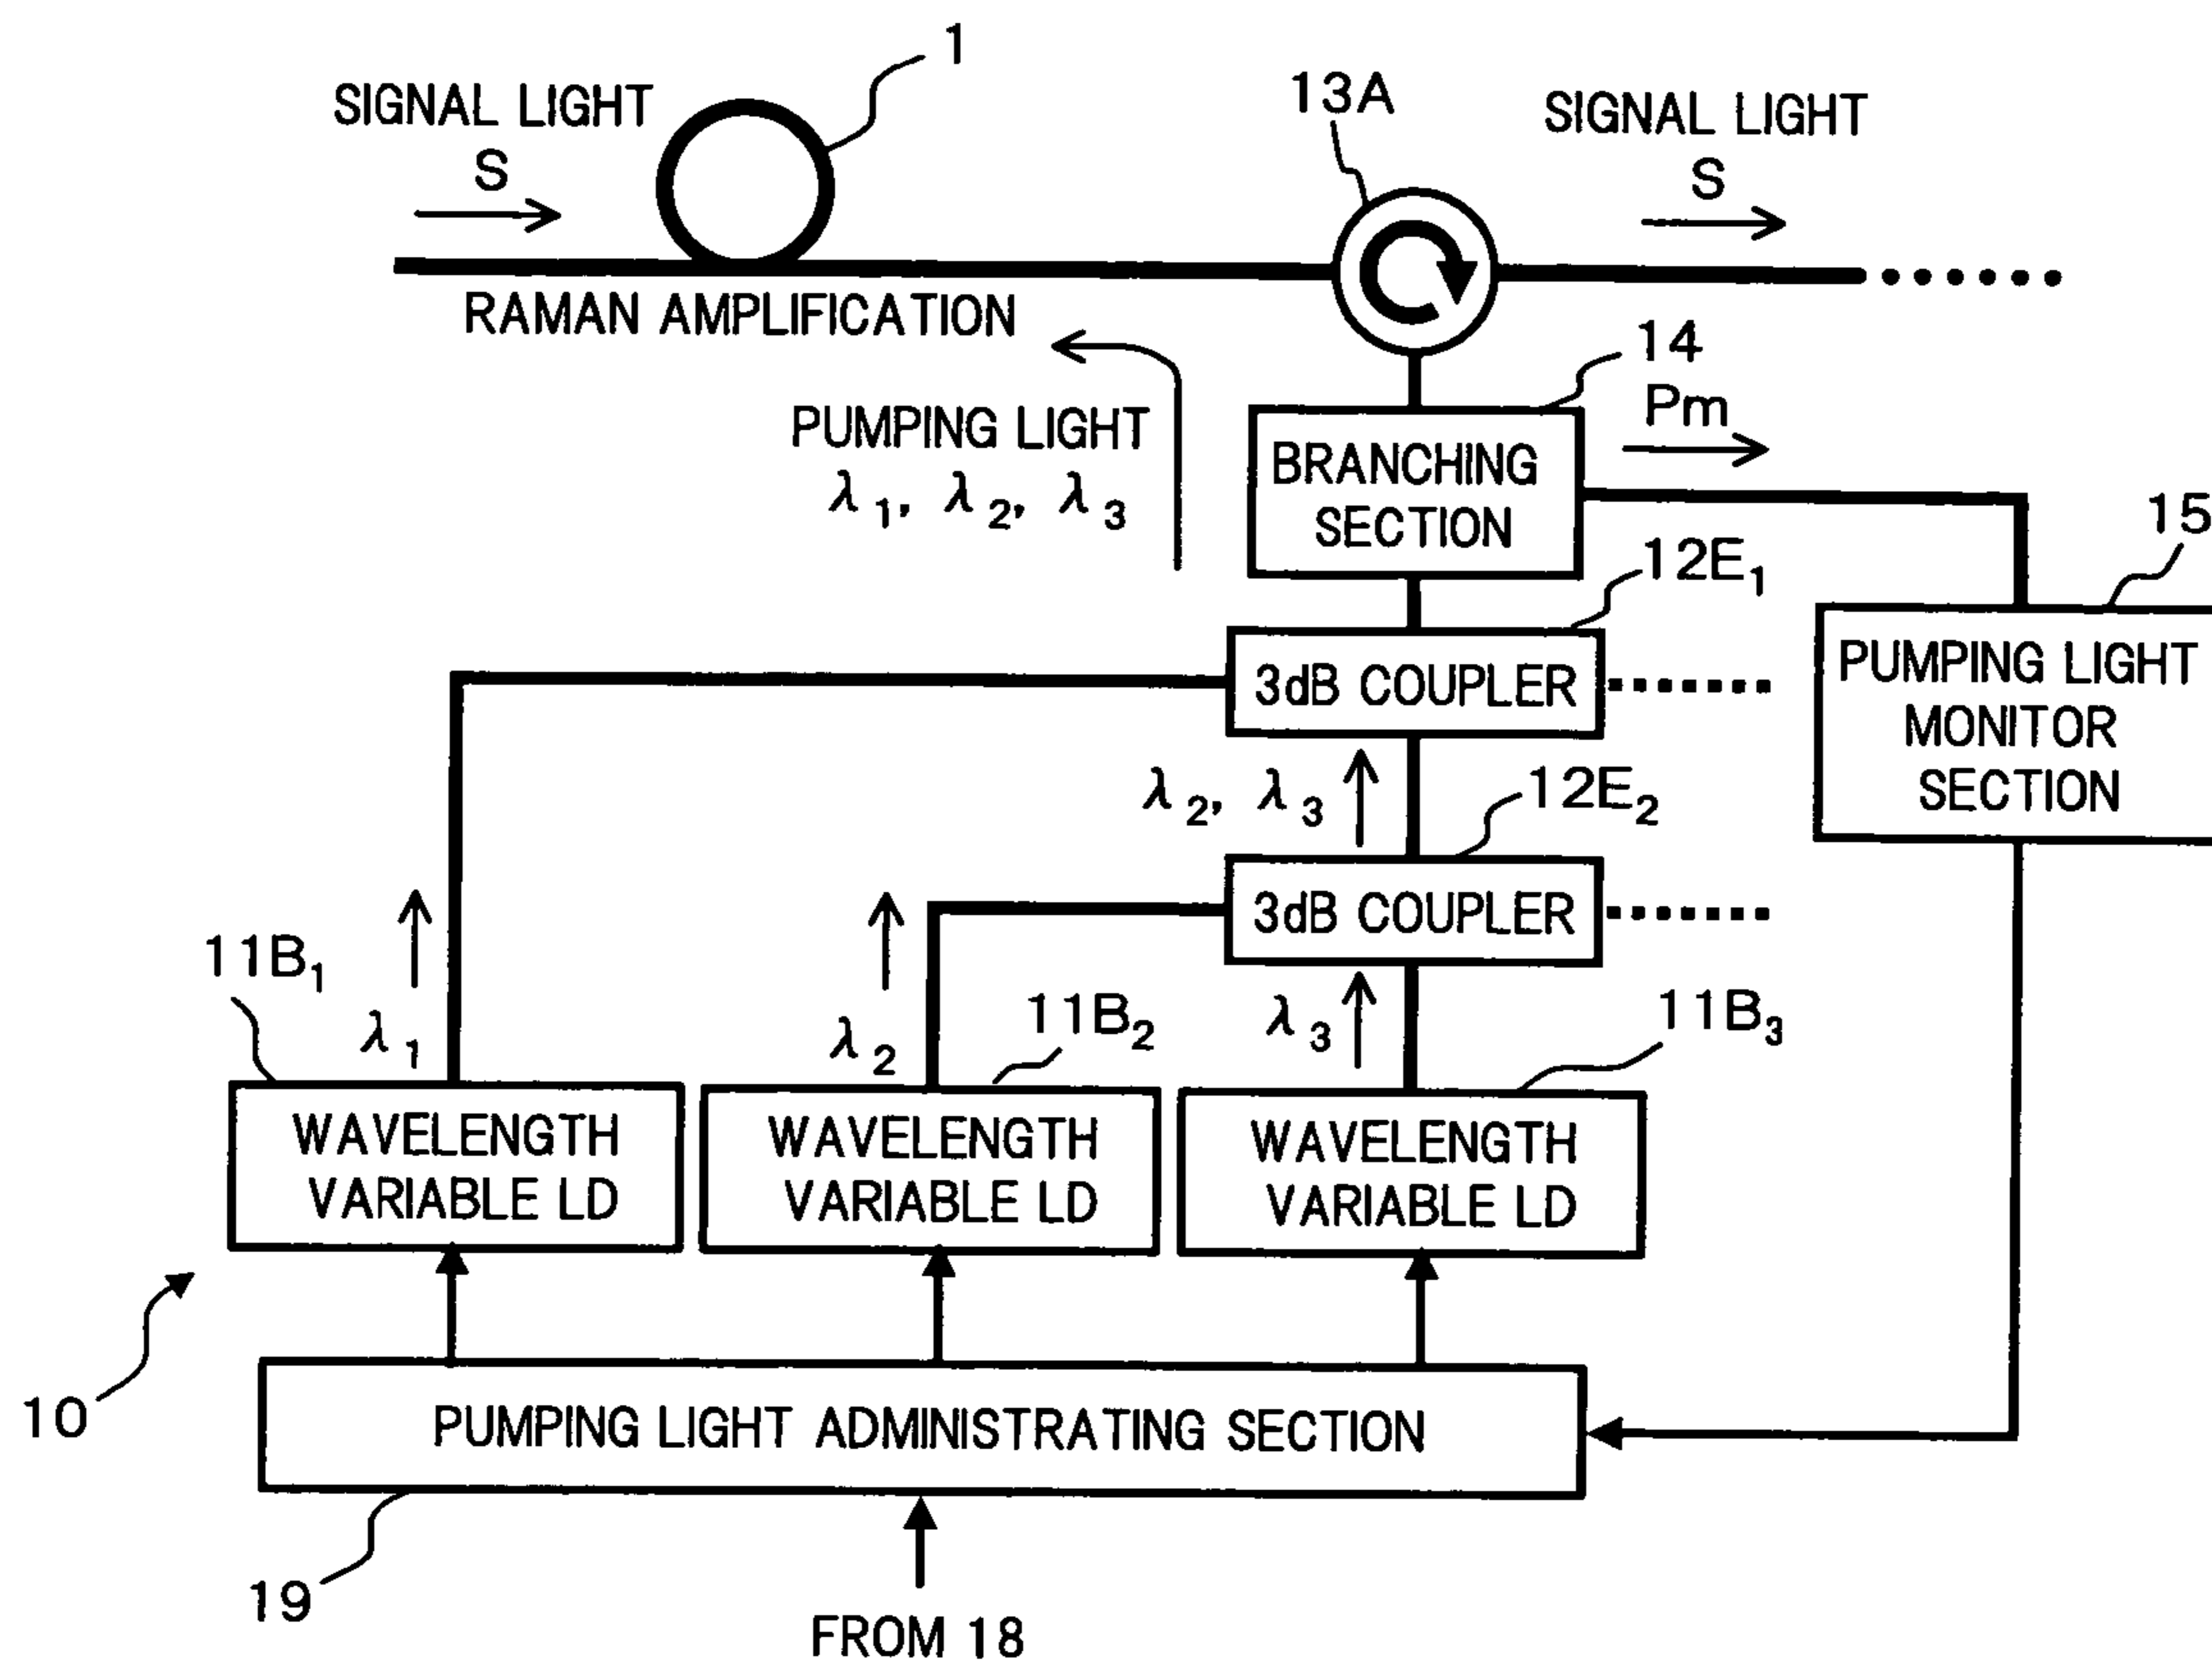 1
SIGNAL LIGHT
S
13A
SIGNAL LIGHT
S
RAMAN AMPLIFICATION
14
Pm
PUMPING LIGHT
λ1, λ2, λ3
BRANCHING
SECTION
15
12E1
3dB COUPLER
PUMPING LIGHT
MONITOR
SECTION
λ2, λ3
12E2
3dB COUPLER
11B1
λ1
λ2
11B2
λ3
11B3
WAVELENGTH
VARIABLE LD
WAVELENGTH
VARIABLE LD
WAVELENGTH
VARIABLE LD
10
PUMPING LIGHT ADMINISTRATING SECTION
19
FROM 18